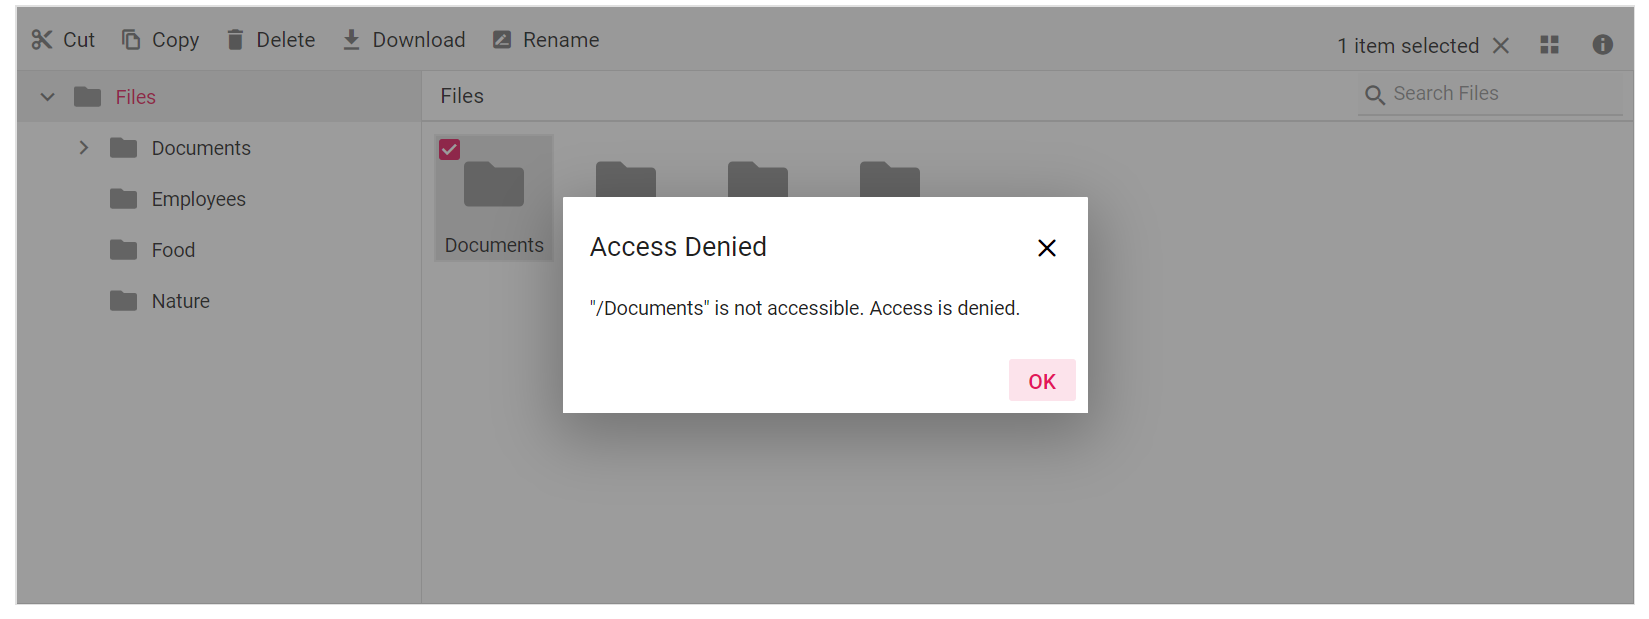 Cut Copy Delete Download Rename 1 item selected
Files
Files
Search Files
Documents
Employees
Food
Nature
Documents
Access Denied
"/Documents" is not accessible. Access is denied.
OK